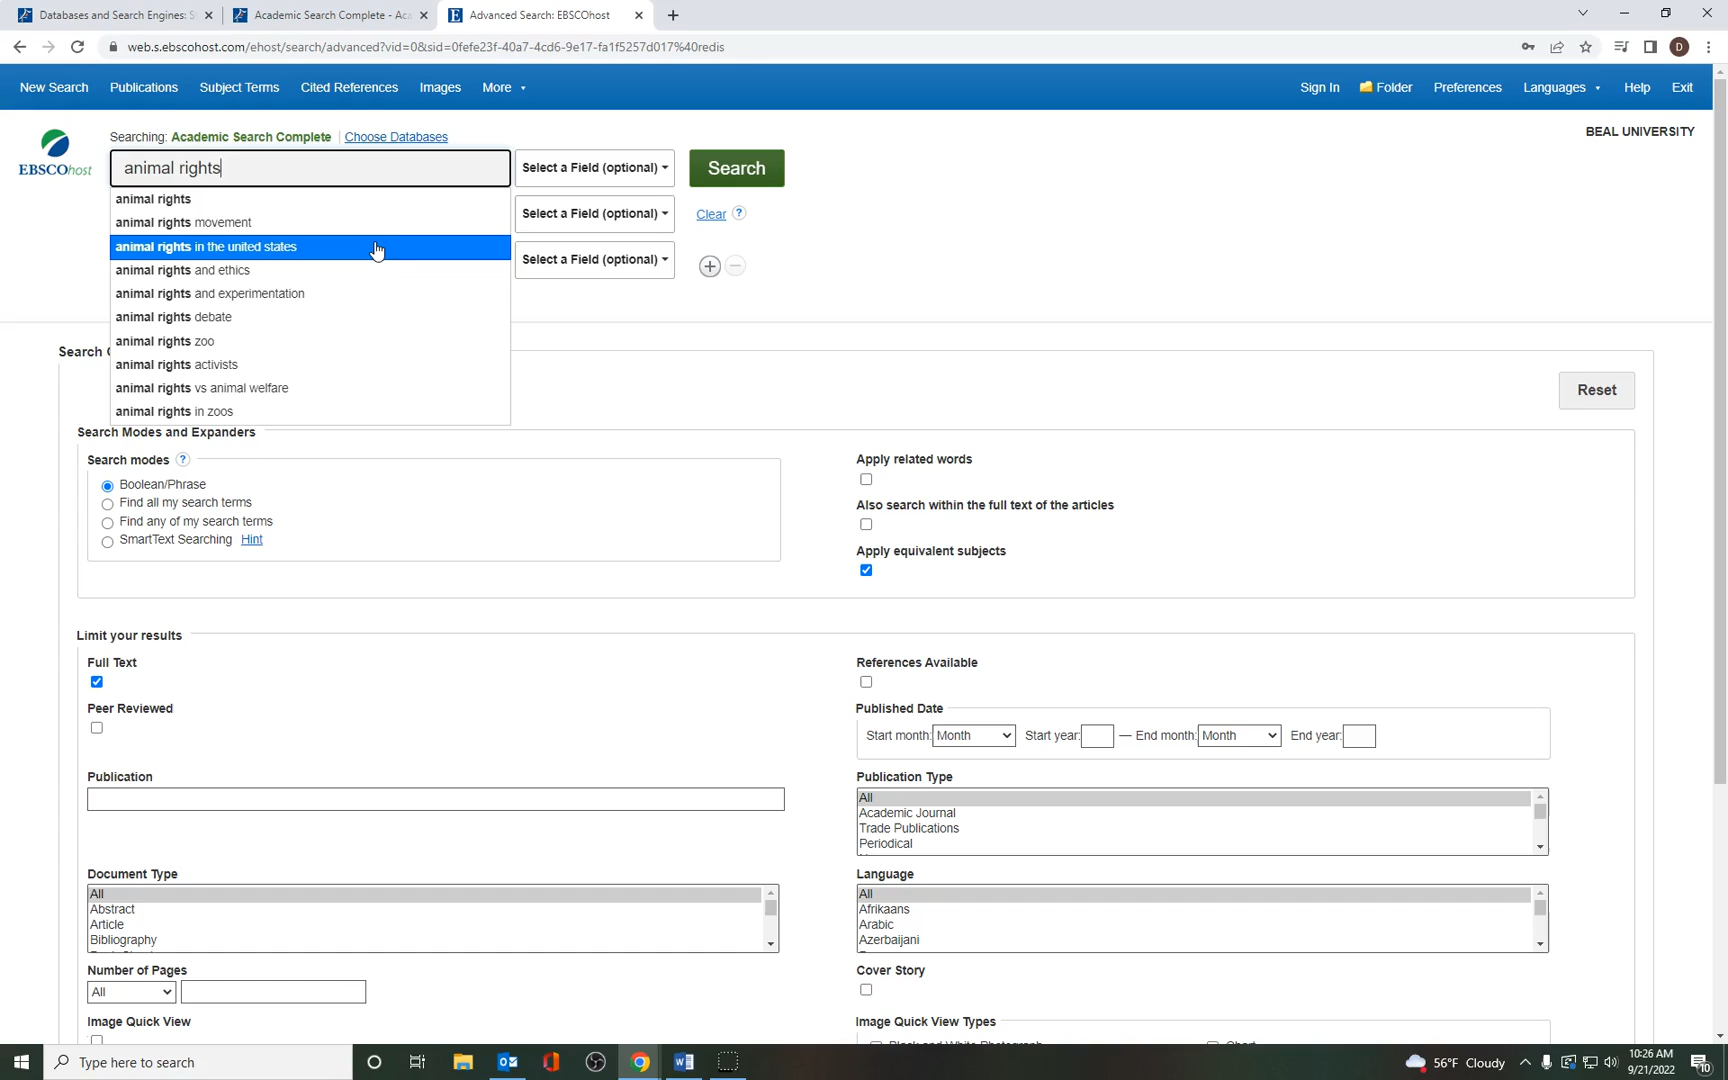 Databases and Search Engines: S
Academic Search Complete - Aca
Advanced Search: EBSCOhost
web.s.ebscohost.com/ehost/search/advanced?vid=0&sid=0fefe23f-40a7-4cd6-9e17-fa1f5257d017%40redis
D
New Search Publications Subject Terms Cited References Images More
Sign In Folder Preferences Languages Help Exit
Searching: Academic Search Complete Choose Databases
BEAL UNIVERSITY
EBSCOhost
animal rights
Select a Field (optional)
Search
animal rights
animal rights movement
Select a Field (optional)
Clear ?
animal rights in the united states
Select a Field (optional)
animal rights and ethics
animal rights and experimentation
animal rights debate
animal rights zoo
animal rights activists
animal rights vs animal welfare
animal rights in zoos
Search
Reset
Search Modes and Expanders
Search modes ?
Boolean/Phrase
Find all my search terms
Find any of my search terms
SmartText Searching Hint
Apply related words
Also search within the full text of the articles
Apply equivalent subjects
Limit your results
Full Text
References Available
Peer Reviewed
Published Date
Start month: Month Start year: — End month: Month End year:
Publication
Publication Type
All
Academic Journal
Trade Publications
Periodical
Document Type
All
Abstract
Article
Bibliography
Language
All
Afrikaans
Arabic
Azerbaijani
Number of Pages
All
Cover Story
Image Quick View
Image Quick View Types
Black and White Photograph
Chart
Type here to search
56°F Cloudy
10:26 AM
9/21/2022
10